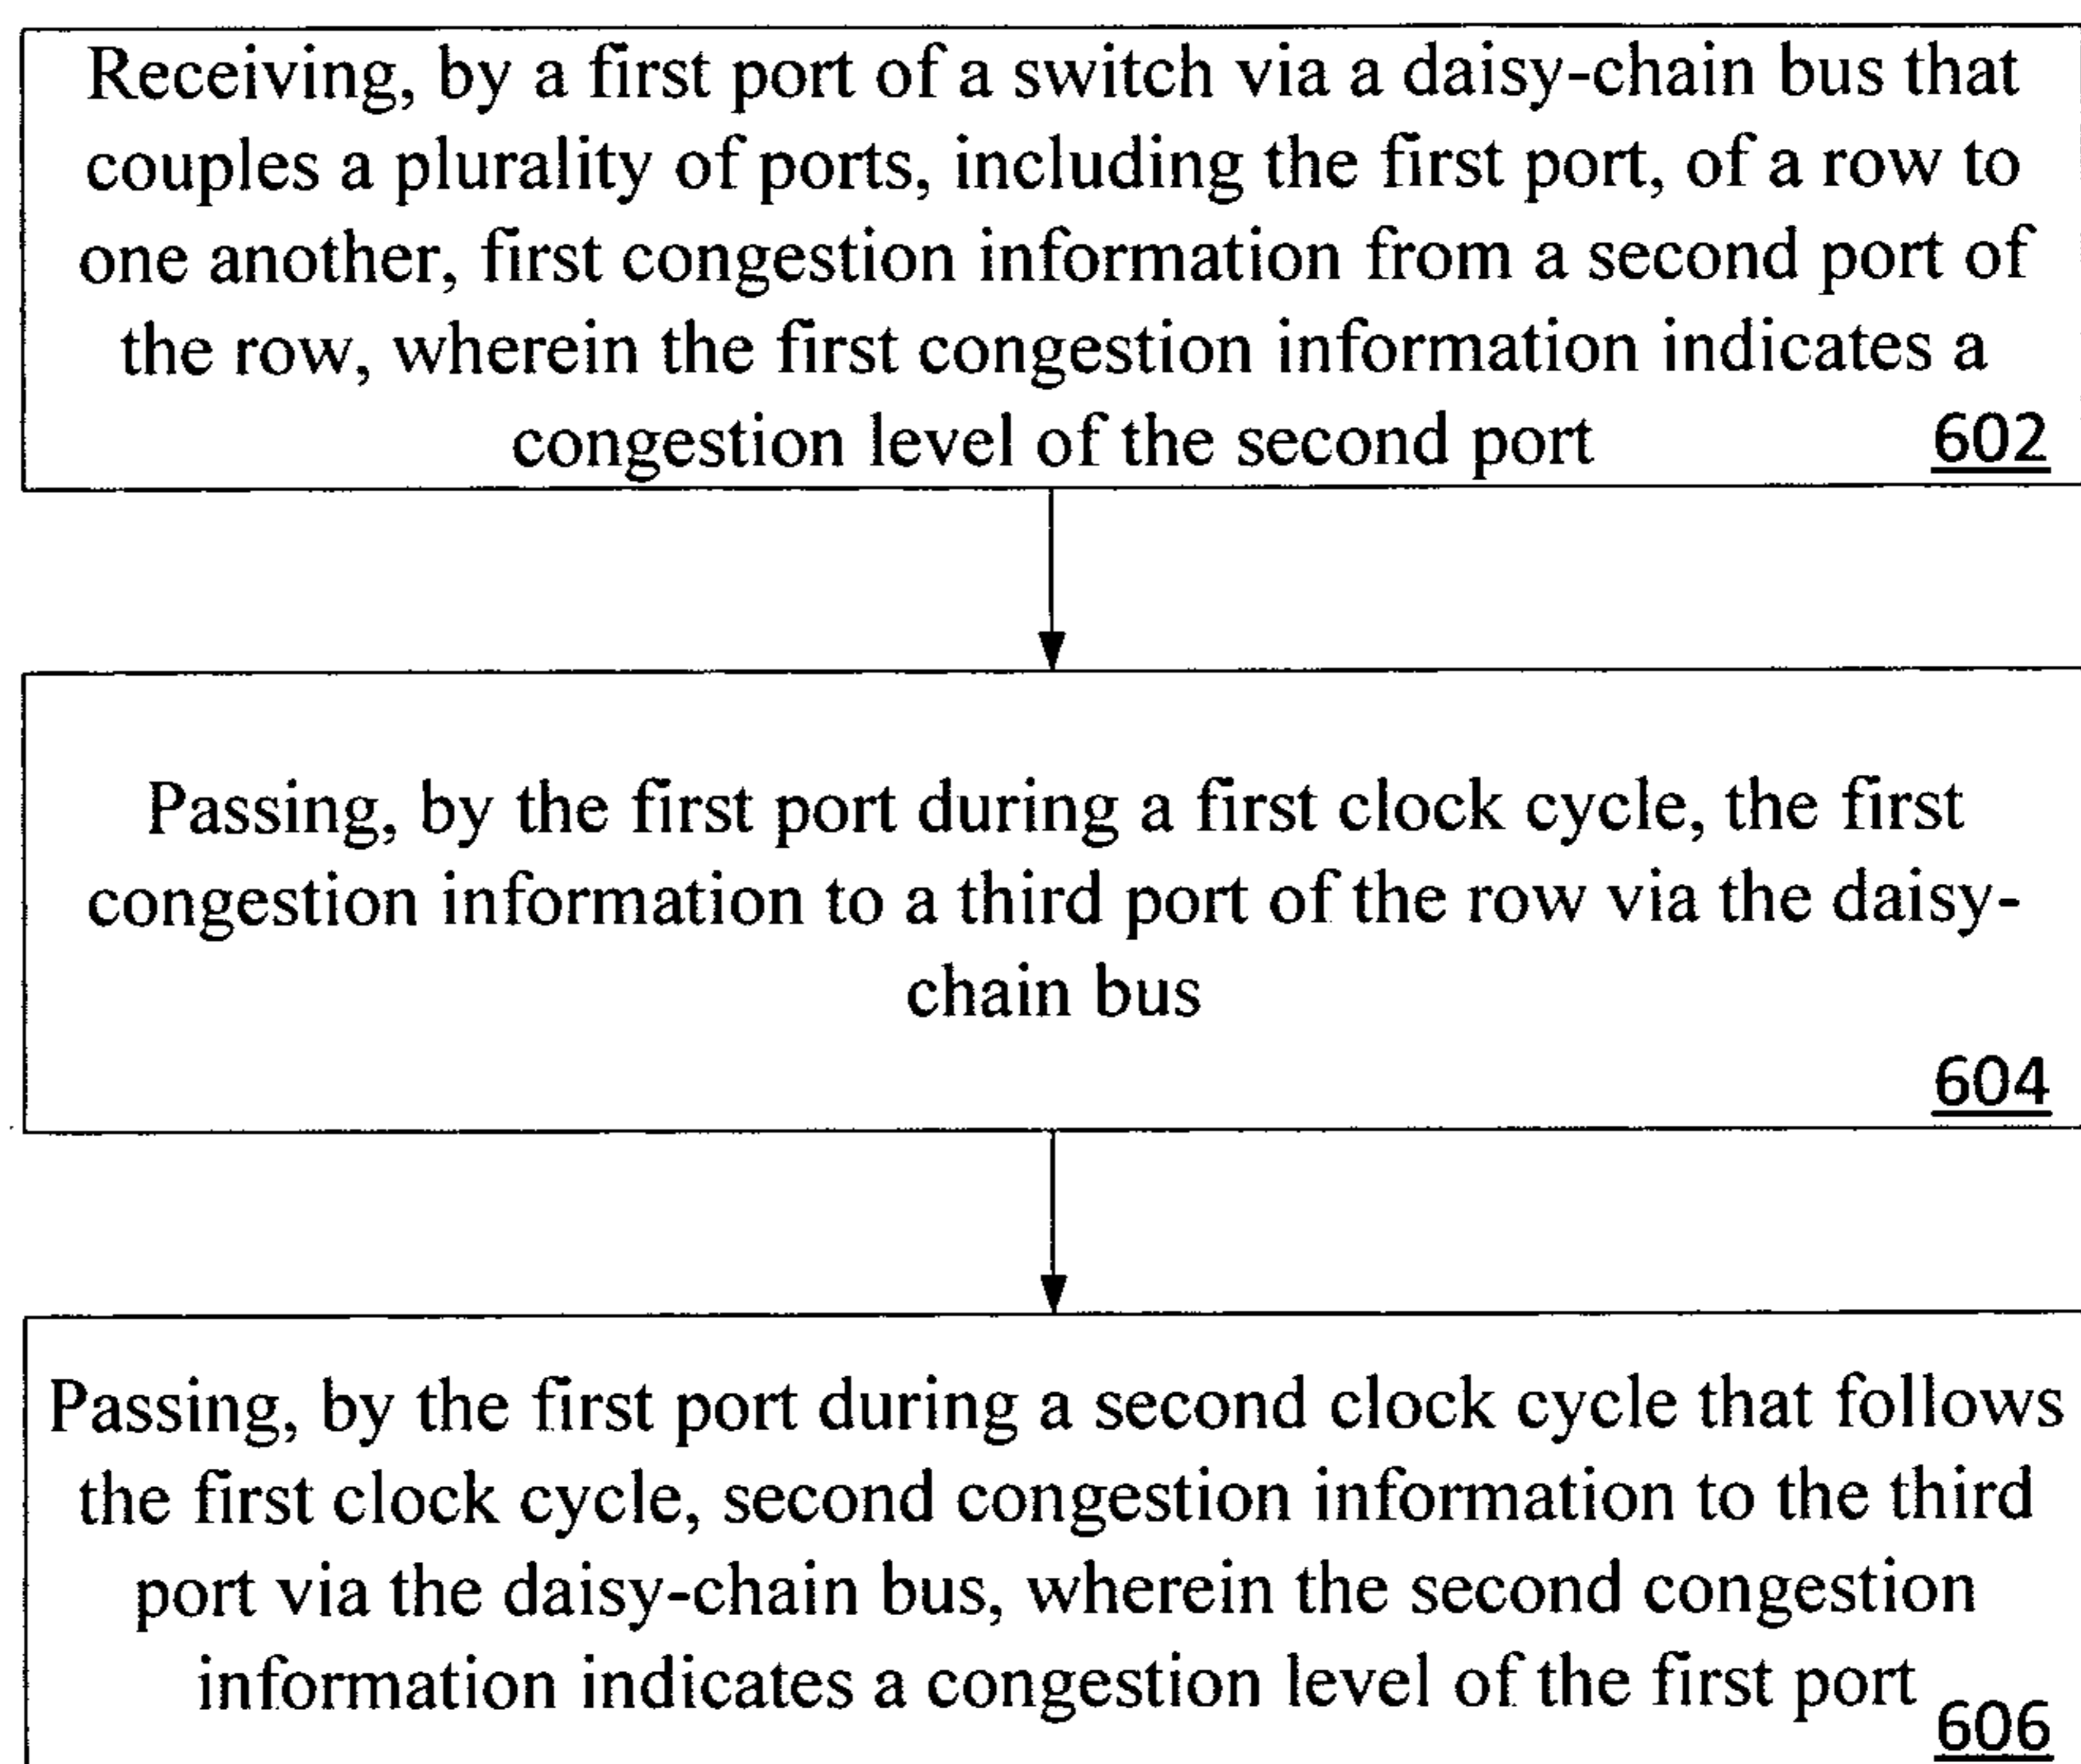 Receiving, by a first port of a switch via a daisy-chain bus that
couples a plurality of ports, including the first port, of a row to
one another, first congestion information from a second port of
the row, wherein the first congestion information indicates a
congestion level of the second port
602
Passing, by the first port during a first clock cycle, the first
congestion information to a third port of the row via the daisy-
chain bus
604
Passing, by the first port during a second clock cycle that follows
the first clock cycle, second congestion information to the third
port via the daisy-chain bus, wherein the second congestion
information indicates a congestion level of the first port
606